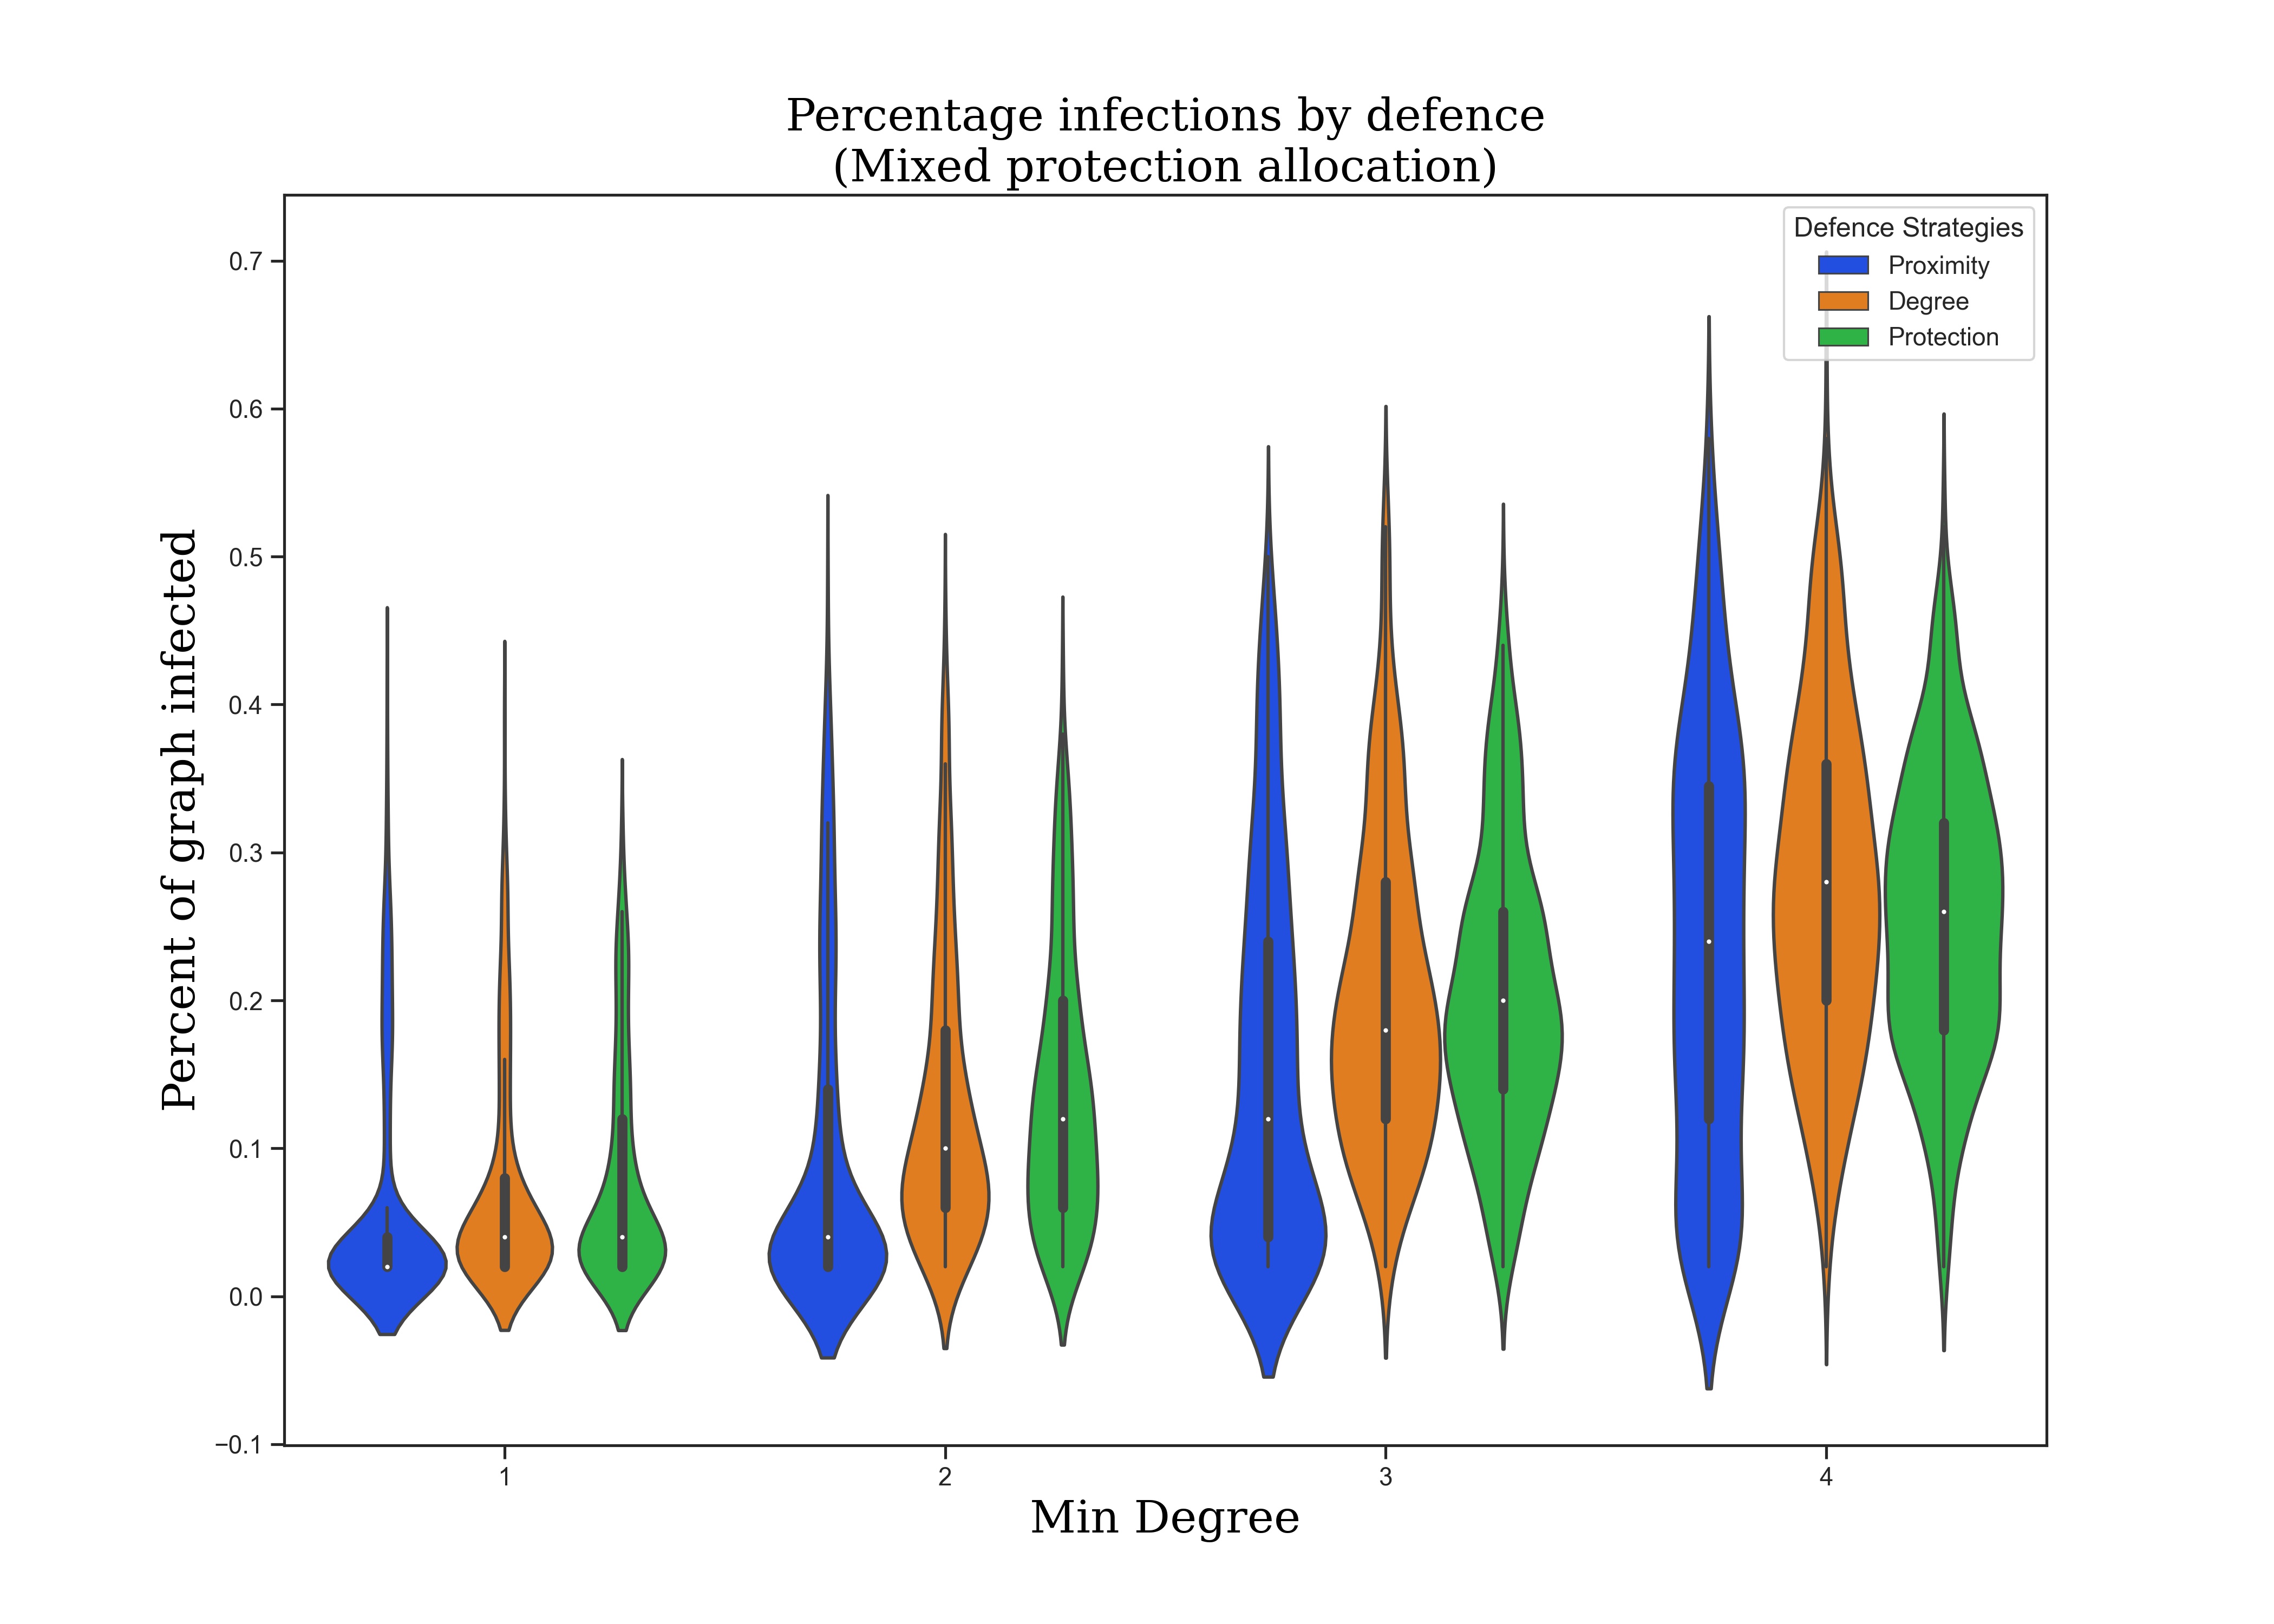 Percentage infections by defence
(Mixed protection allocation)
Defence Strategies
Proximity
Degree
Protection
Percent of graph infected
0.7
0.6
0.5
0.4
0.3
0.2
0.1
0.0
−0.1
1
2
3
4
Min Degree